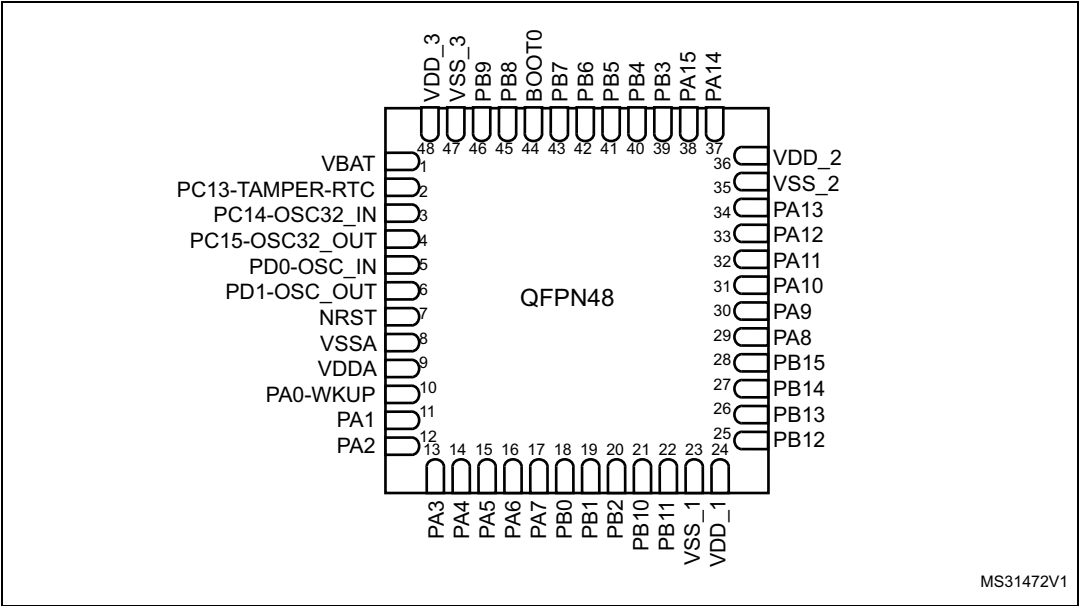 VDD_3
VSS_3
PB9
PB8
BOOT0
PB7
PB6
PB5
PB4
PB3
PA15
PA14
48 47 46 45 44 43 42 41 40 39 38 37
VBAT 1
PC13-TAMPER-RTC 2
PC14-OSC32_IN 3
PC15-OSC32_OUT 4
PD0-OSC_IN 5
PD1-OSC_OUT 6
NRST 7
VSSA 8
VDDA 9
PA0-WKUP 10
PA1 11
PA2 12
QFPN48
36 VDD_2
35 VSS_2
34 PA13
33 PA12
32 PA11
31 PA10
30 PA9
29 PA8
28 PB15
27 PB14
26 PB13
25 PB12
13 14 15 16 17 18 19 20 21 22 23 24
PA3
PA4
PA5
PA6
PA7
PB0
PB1
PB2
PB10
PB11
VSS_1
VDD_1
MS31472V1